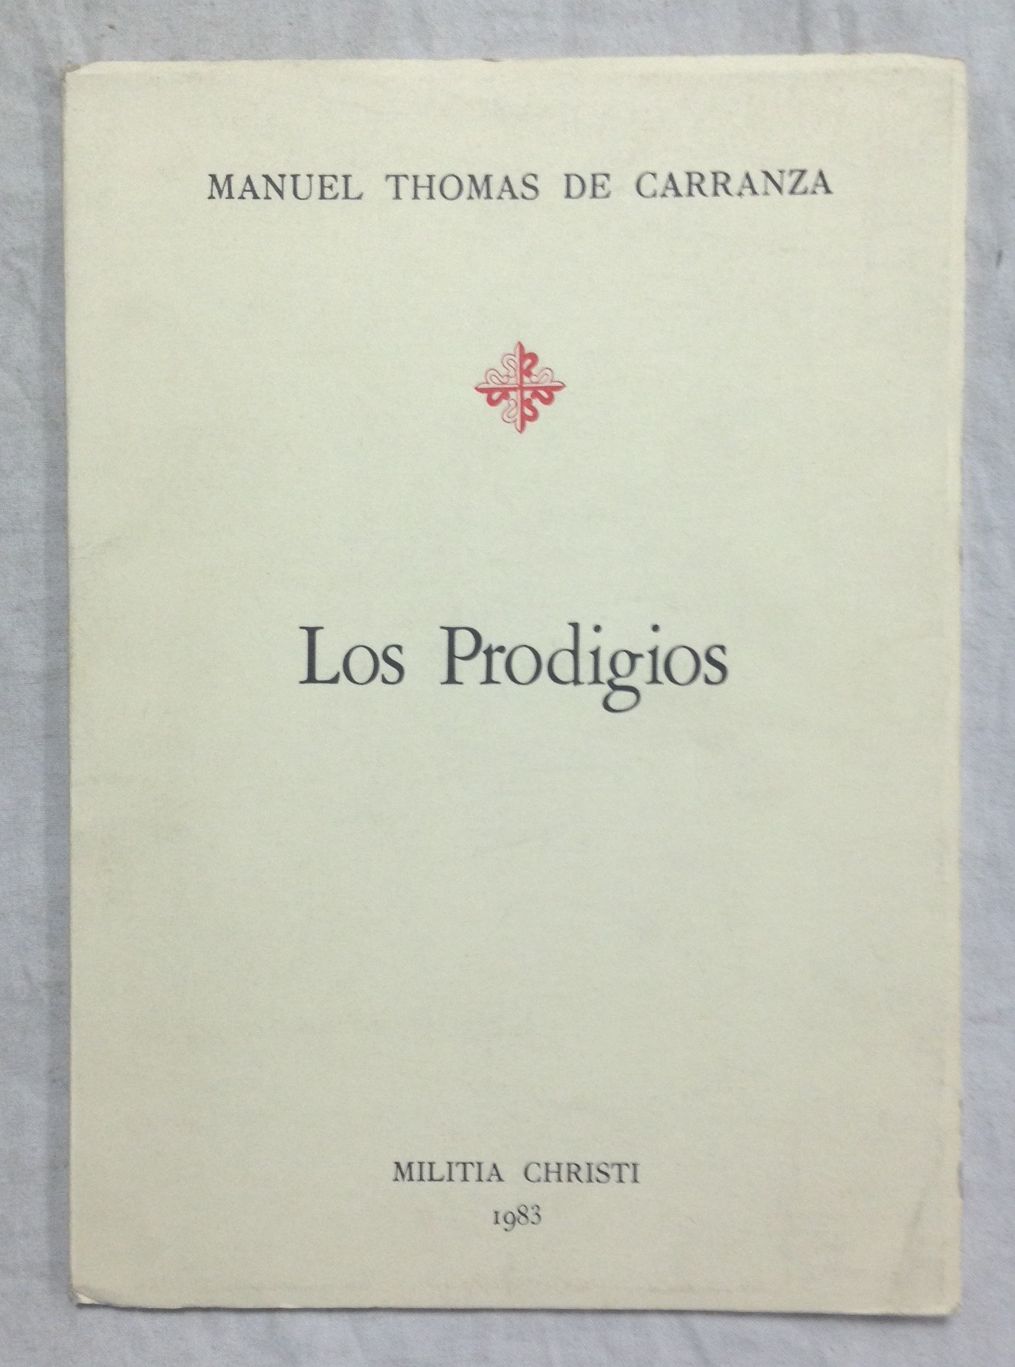 MANUEL THOMAS DE CARRANZA
Los Prodigios
MILITIA CHRISTI
1983